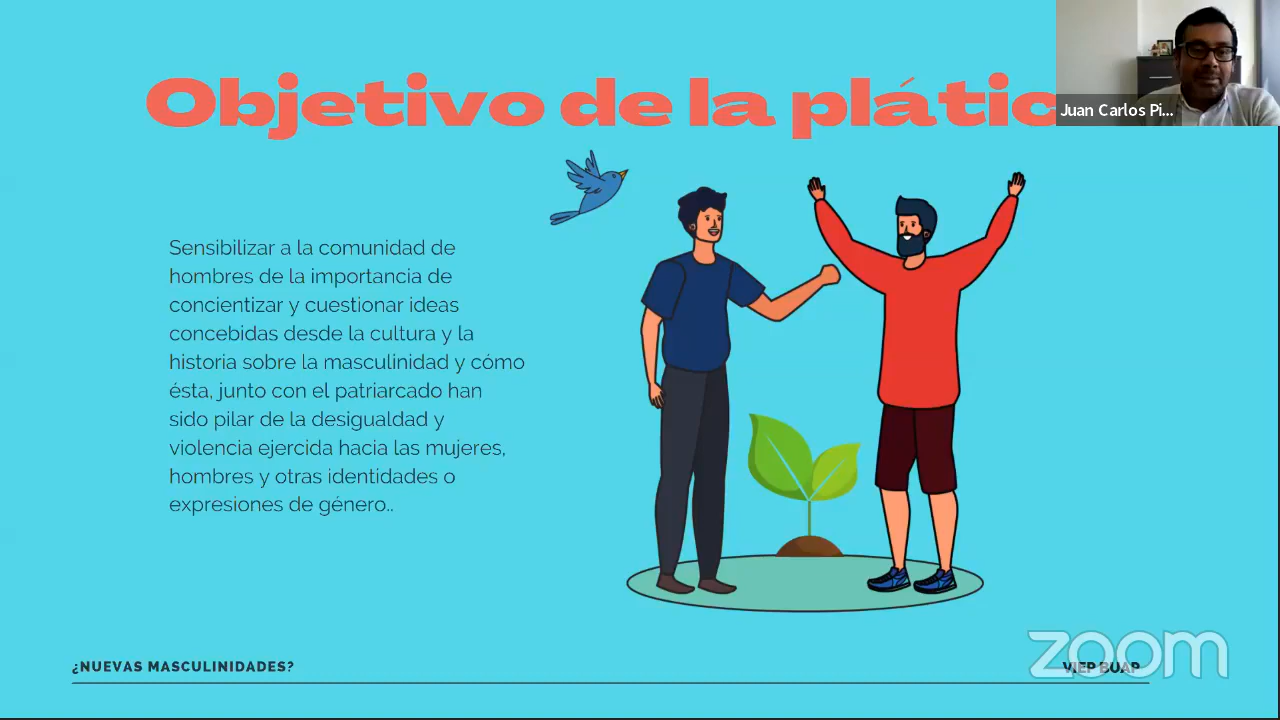 Objetivo de la plátic
Juan Carlos Pi...
Sensibilizar a la comunidad de
hombres de la importancia de
concientizar y cuestionar ideas
concebidas desde la cultura y la
historia sobre la masculinidad y cómo
ésta, junto con el patriarcado han
sido pilar de la desigualdad y
violencia ejercida hacia las mujeres,
hombres y otras identidades o
expresiones de género..
¿NUEVAS MASCULINIDADES?
VIEP BUAP
zoom